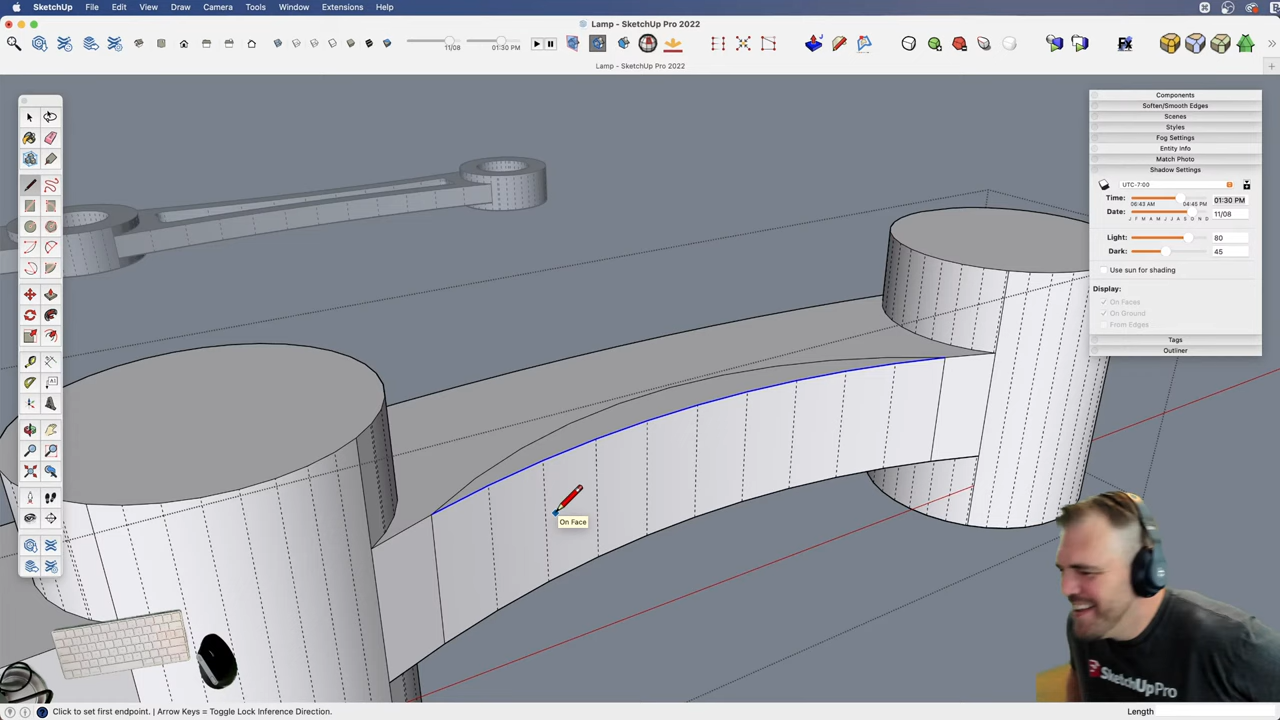 SketchUp File Edit View Draw Camera Tools Window Extensions Help
Lamp - SketchUp Pro 2022
11/08 01:30 PM
Lamp - SketchUp Pro 2022
Components
Soften/Smooth Edges
Scenes
Styles
Fog Settings
Entity Info
Match Photo
Shadow Settings
UTC-7:00
Time: 01:30 PM
06:43 AM 04:45 PM
Date: 11/08
J F M A M J J A S O N D
Light: 80
Dark: 45
Use sun for shading
Display:
On Faces
On Ground
From Edges
Tags
Outliner
On Face
SketchUpPro
Click to set first endpoint. | Arrow Keys = Toggle Lock Inference Direction.
Length